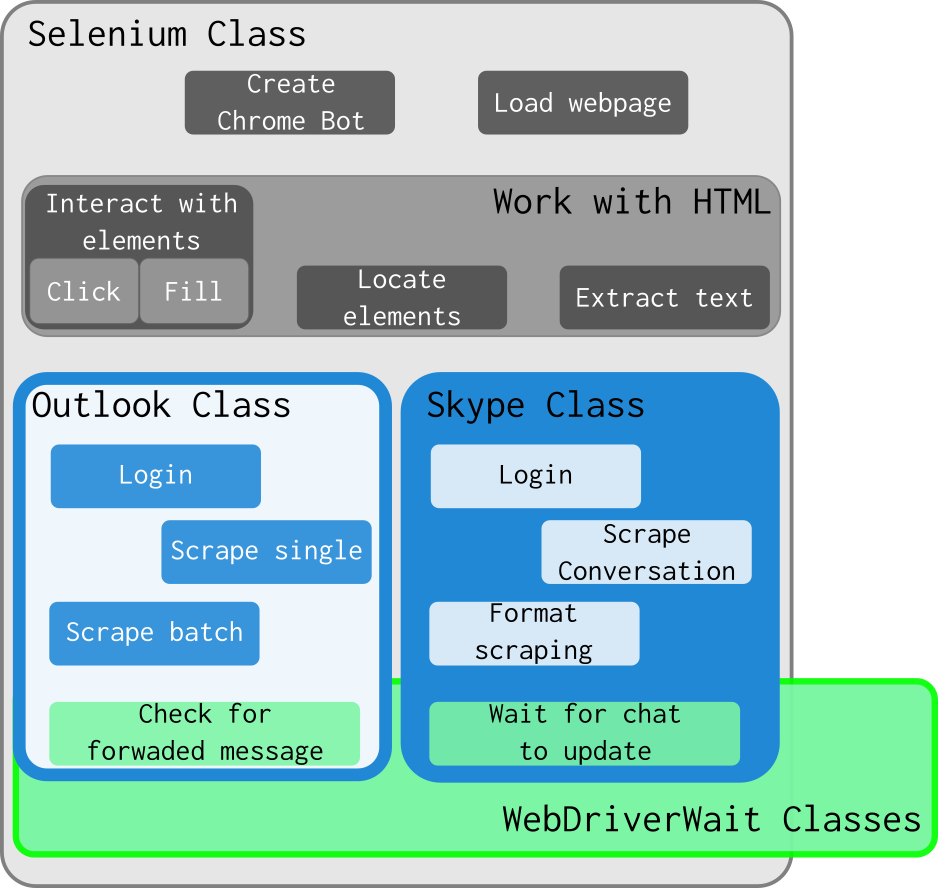 Selenium Class
Create
Chrome Bot
Load webpage
Work with HTML
Interact with
elements
Click
Fill
Locate
elements
Extract text
Outlook Class
Login
Scrape single
Scrape batch
Check for
forwaded message
Skype Class
Login
Scrape
Conversation
Format
scraping
Wait for chat
to update
WebDriverWait Classes